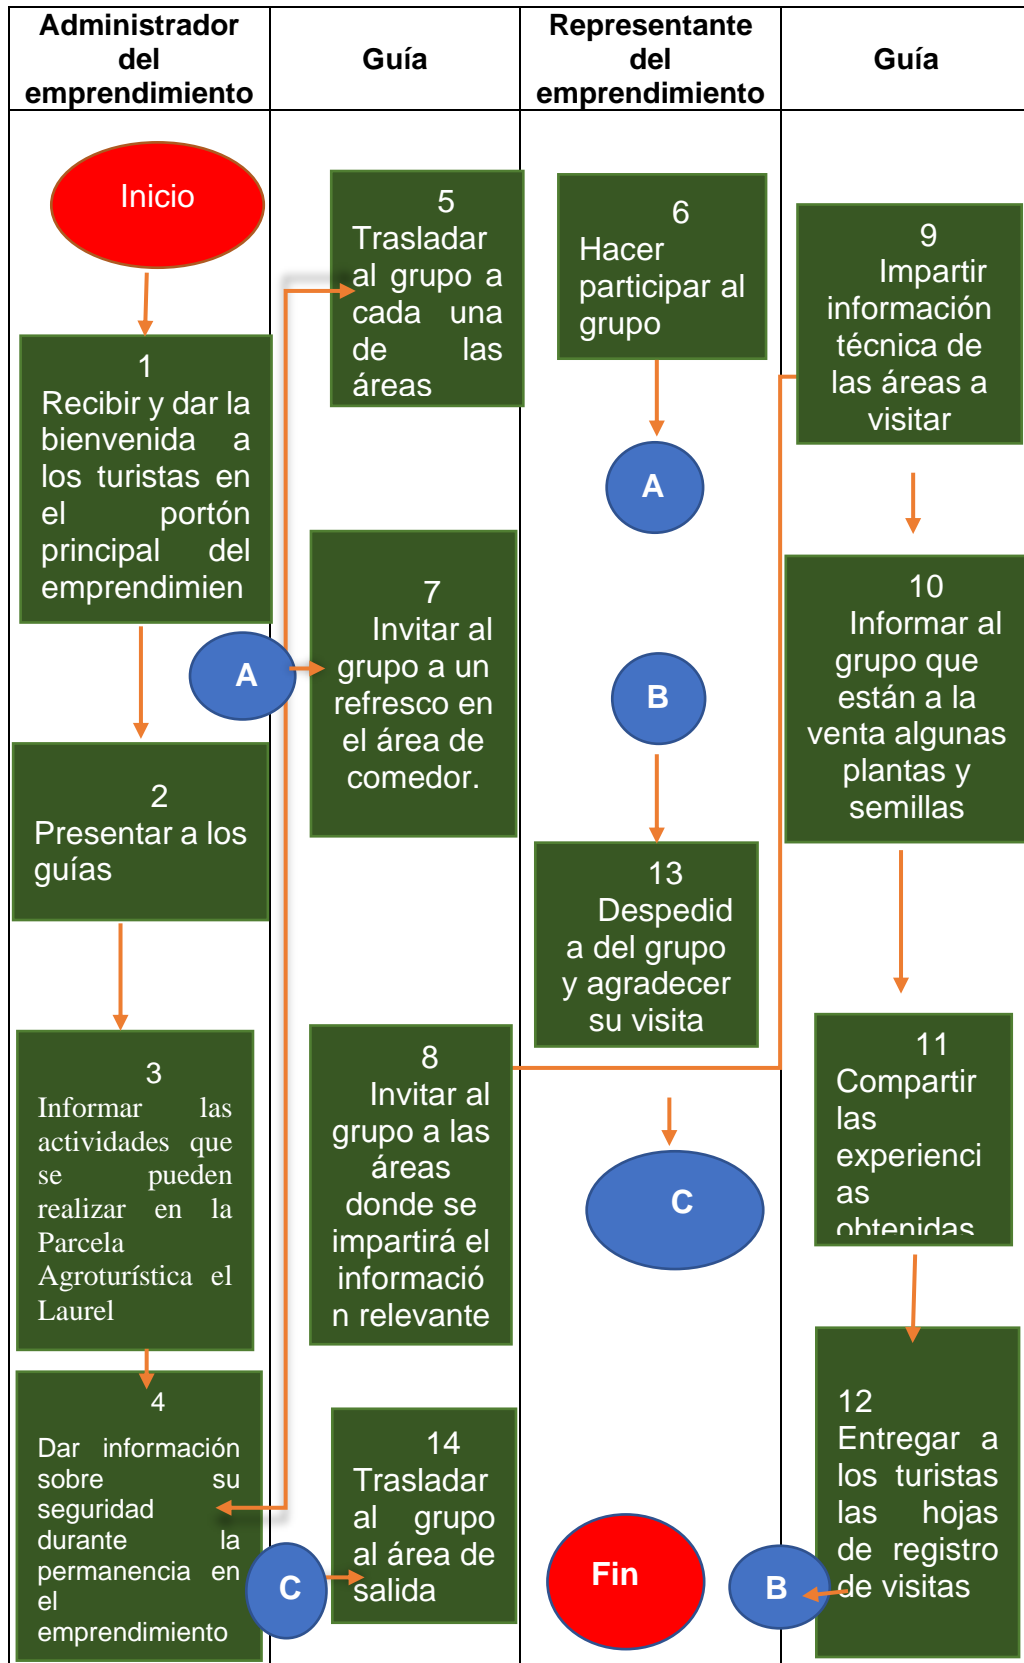 Administrador
del
emprendimiento
Guía
Representante
del
emprendimiento
Guía
Inicio
1
Recibir y dar la
bienvenida a
los turistas en
el portón
principal del
emprendimien
2
Presentar a los
guías
3
Informar las
actividades que
se pueden
realizar en la
Parcela
Agroturística el
Laurel
4
Dar información
sobre su
seguridad
durante la
permanencia en
el
emprendimiento
5
Trasladar
al grupo a
cada una
de las
áreas
A
7
Invitar al
grupo a un
refresco en
el área de
comedor.
8
Invitar al
grupo a las
áreas
donde se
impartirá el
informació
n relevante
C
14
Trasladar
al grupo
al área de
salida
6
Hacer
participar al
grupo
A
B
13
Despedid
a del grupo
y agradecer
su visita
C
Fin
9
Impartir
información
técnica de
las áreas a
visitar
10
Informar al
grupo que
están a la
venta algunas
plantas y
semillas
11
Compartir
las
experienci
as
obtenidas
12
Entregar a
los turistas
las hojas
de registro
de visitas
B